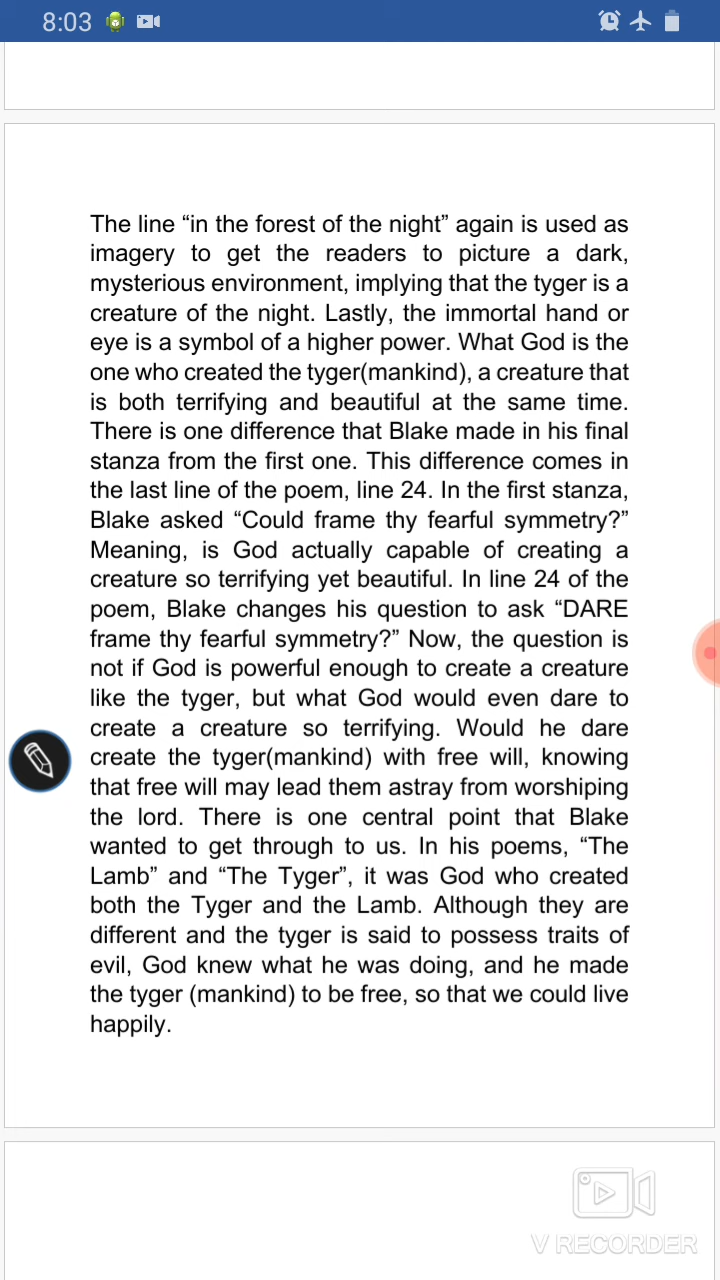 8:03
The line “in the forest of the night” again is used as
imagery to get the readers to picture a dark,
mysterious environment, implying that the tyger is a
creature of the night. Lastly, the immortal hand or
eye is a symbol of a higher power. What God is the
one who created the tyger(mankind), a creature that
is both terrifying and beautiful at the same time.
There is one difference that Blake made in his final
stanza from the first one. This difference comes in
the last line of the poem, line 24. In the first stanza,
Blake asked “Could frame thy fearful symmetry?”
Meaning, is God actually capable of creating a
creature so terrifying yet beautiful. In line 24 of the
poem, Blake changes his question to ask “DARE
frame thy fearful symmetry?” Now, the question is
not if God is powerful enough to create a creature
like the tyger, but what God would even dare to
create a creature so terrifying. Would he dare
create the tyger(mankind) with free will, knowing
that free will may lead them astray from worshiping
the lord. There is one central point that Blake
wanted to get through to us. In his poems, “The
Lamb” and “The Tyger”, it was God who created
both the Tyger and the Lamb. Although they are
different and the tyger is said to possess traits of
evil, God knew what he was doing, and he made
the tyger (mankind) to be free, so that we could live
happily.
V RECORDER